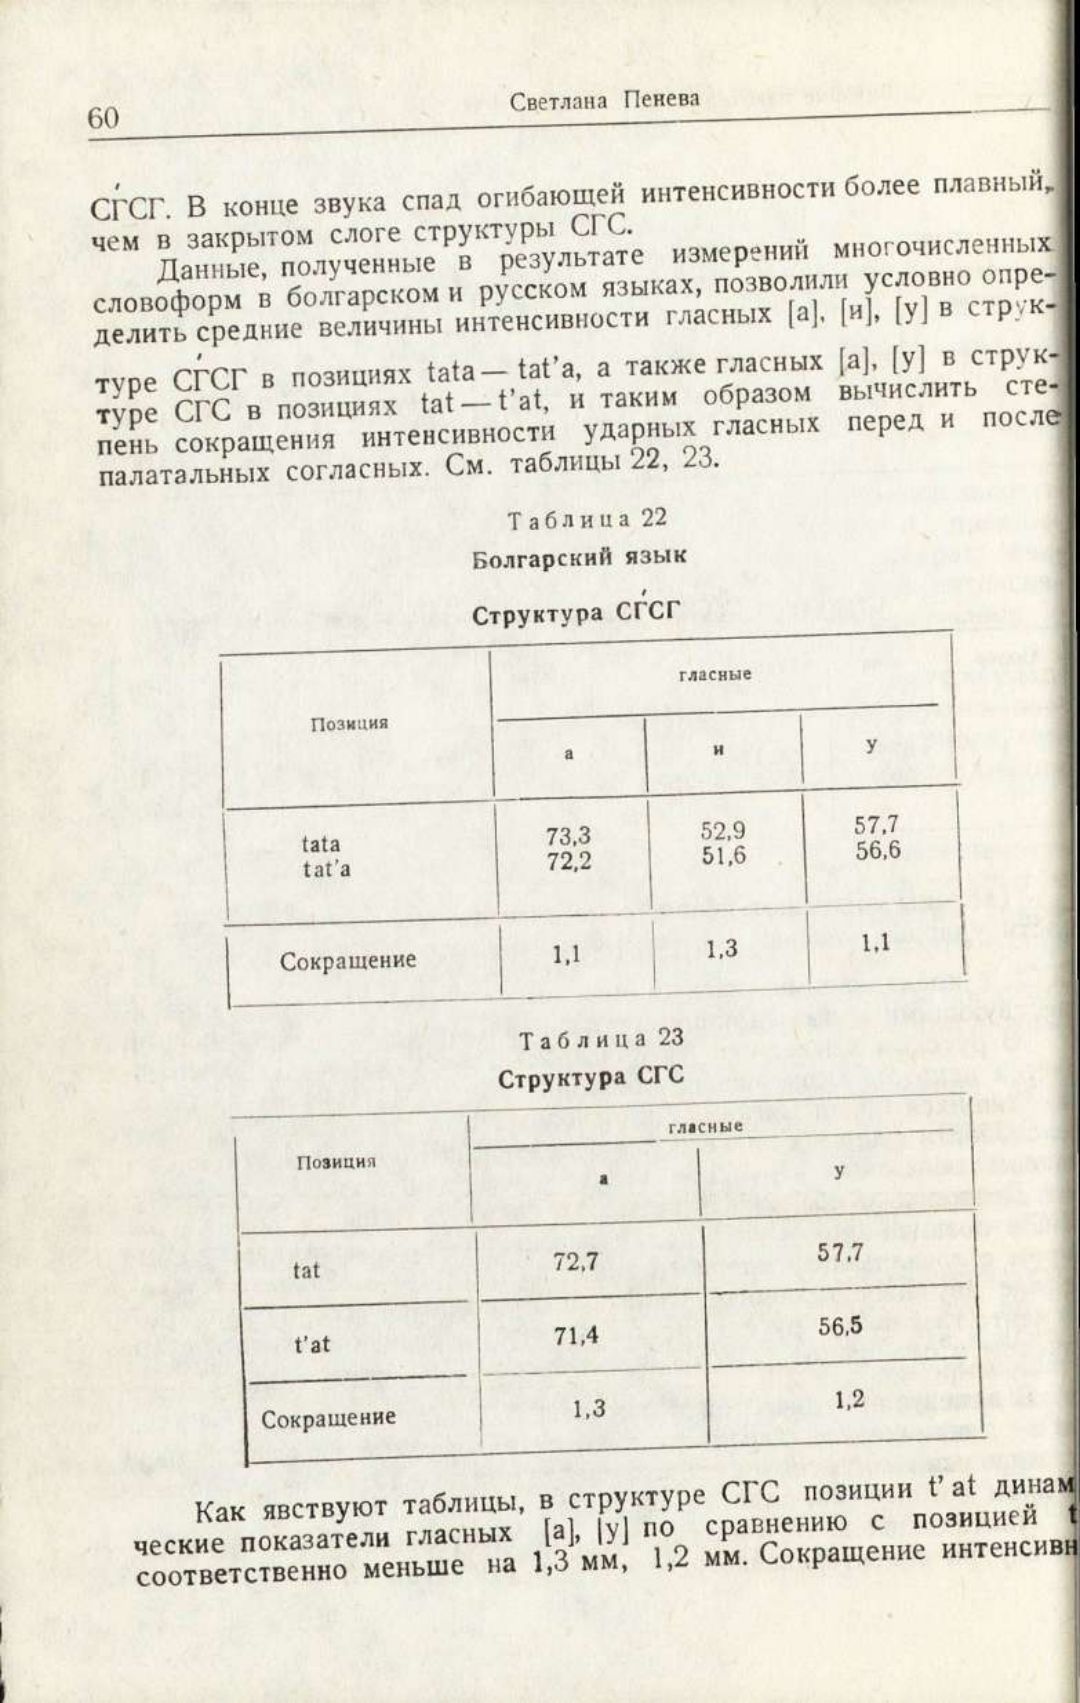 60
Светлана Пенева
СЃСГ. В конце звука спад огибающей интенсивности более плавный,
чем в закрытом слоге структуры СГС.
Данные, полученные в результате измерений многочисленных
словоформ в болгарском и русском языках, позволили условно опре-
делить средние величины интенсивности гласных [а], [и], [у] в струк-
туре СЃСГ в позициях tata — tat’a, а также гласных [а], [у] в струк-
туре СГС в позициях tat — t’at, и таким образом вычислить сте-
пень сокращения интенсивности ударных гласных перед и после
палатальных согласных. См. таблицы 22, 23.
Таблица 22
Болгарский язык
Структура СЃСГ
Позиция гласные
а и у
tata 73,3 52,9 57,7
tat’a 72,2 51,6 56,6
Сокращение 1,1 1,3 1,1
Таблица 23
Структура СГС
Позиция гласные
а у
tat 72,7 57,7
t’at 71,4 56,5
Сокращение 1,3 1,2
Как явствуют таблицы, в структуре СГС позиции t’ at динам
ческие показатели гласных [а], [у] по сравнению с позицией t
соответственно меньше на 1,3 мм, 1,2 мм. Сокращение интенсивн